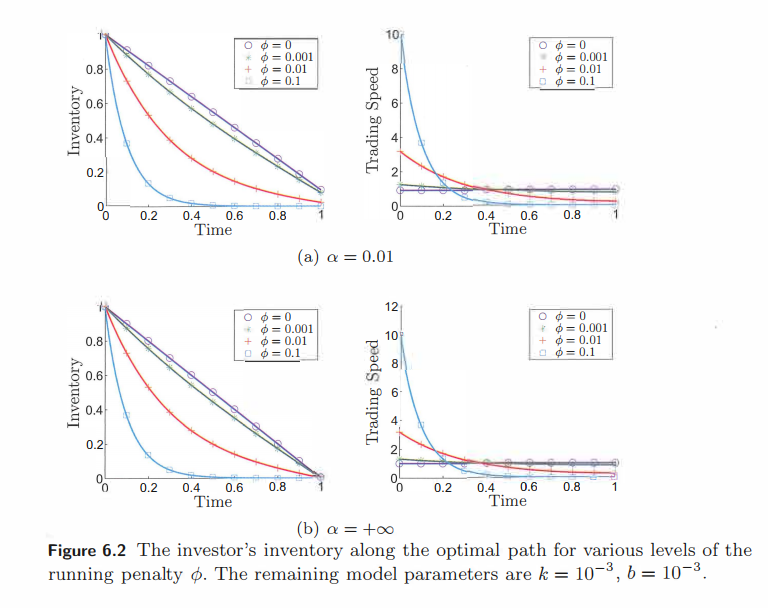 1
0.8
0.6
0.4
0.2
0
Inventory
ϕ = 0
ϕ = 0.001
ϕ = 0.01
ϕ = 0.1
0 0.2 0.4 0.6 0.8 1
Time
10
8
6
4
2
0
Trading Speed
ϕ = 0
ϕ = 0.001
ϕ = 0.01
ϕ = 0.1
0 0.2 0.4 0.6 0.8 1
Time
(a) α = 0.01
1
0.8
0.6
0.4
0.2
0
Inventory
ϕ = 0
ϕ = 0.001
ϕ = 0.01
ϕ = 0.1
0 0.2 0.4 0.6 0.8 1
Time
12
10
8
6
4
2
0
Trading Speed
ϕ = 0
ϕ = 0.001
ϕ = 0.01
ϕ = 0.1
0 0.2 0.4 0.6 0.8 1
Time
(b) α = +∞
Figure 6.2 The investor's inventory along the optimal path for various levels of the
running penalty ϕ. The remaining model parameters are k = 10⁻³, b = 10⁻³.